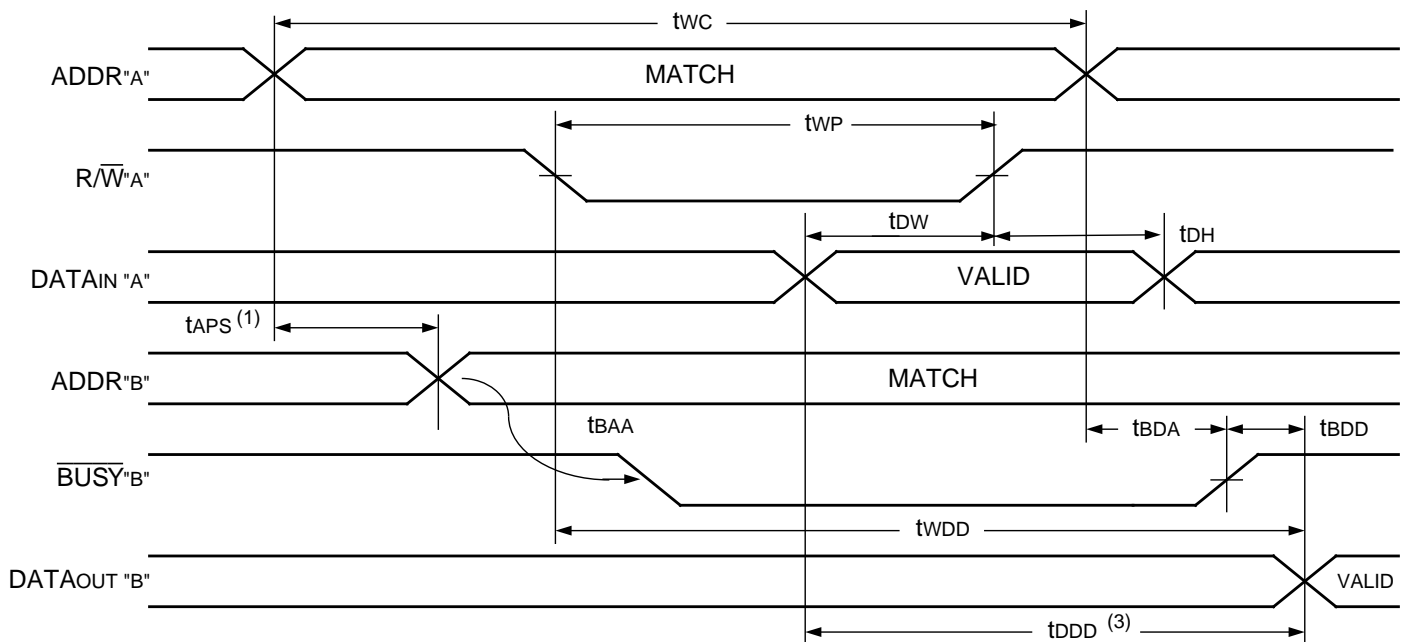 tWC
ADDR"A" MATCH
tWP
R/W̅"A"
tDW tDH
DATAIN "A" VALID
tAPS (1)
ADDR"B" MATCH
tBAA tBDA tBDD
B̅U̅S̅Y̅"B"
tWDD
DATAOUT "B" VALID
tDDD (3)